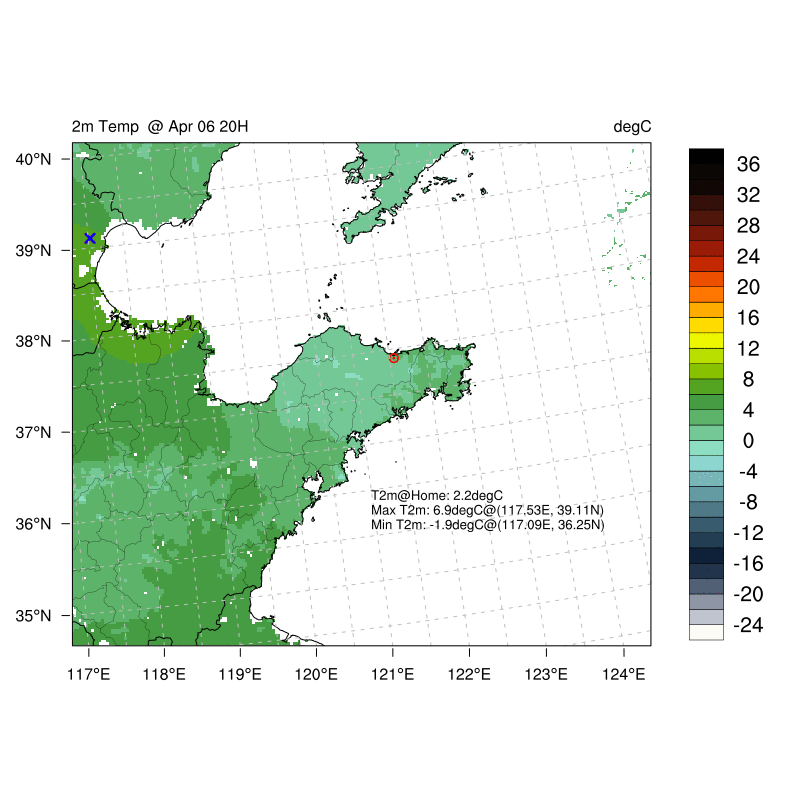 2m Temp @ Apr 06 20H degC
40°N
39°N
38°N
37°N
36°N
35°N
117°E 118°E 119°E 120°E 121°E 122°E 123°E 124°E
T2m@Home: 2.2degC
Max T2m: 6.9degC@(117.53E, 39.11N)
Min T2m: -1.9degC@(117.09E, 36.25N)
36
32
28
24
20
16
12
8
4
0
-4
-8
-12
-16
-20
-24